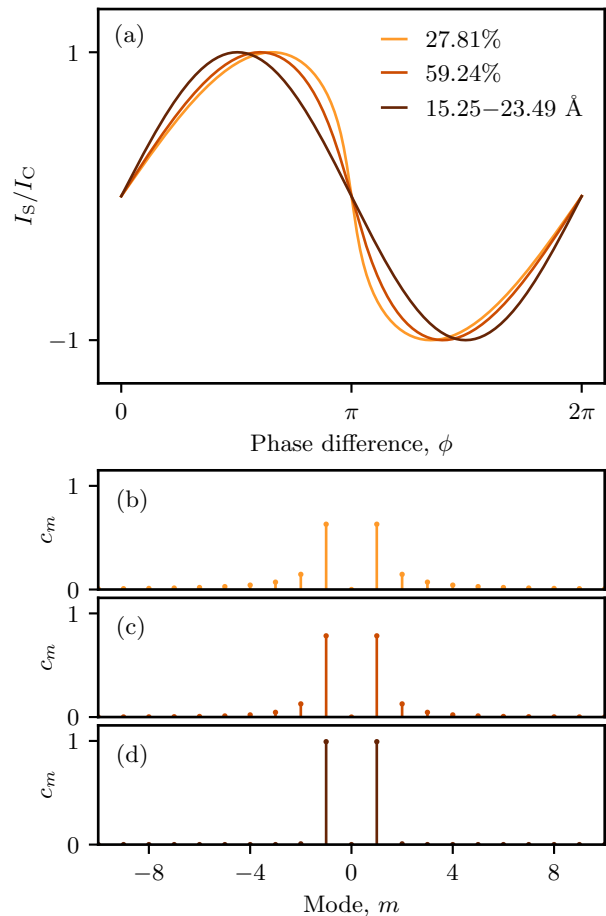 (a)
27.81%
59.24%
15.25−23.49 Å
1
−1
I_S/I_C
0
π
2π
Phase difference, ϕ
(b)
1
0
c_m
(c)
1
0
c_m
(d)
1
0
c_m
−8
−4
0
4
8
Mode, m